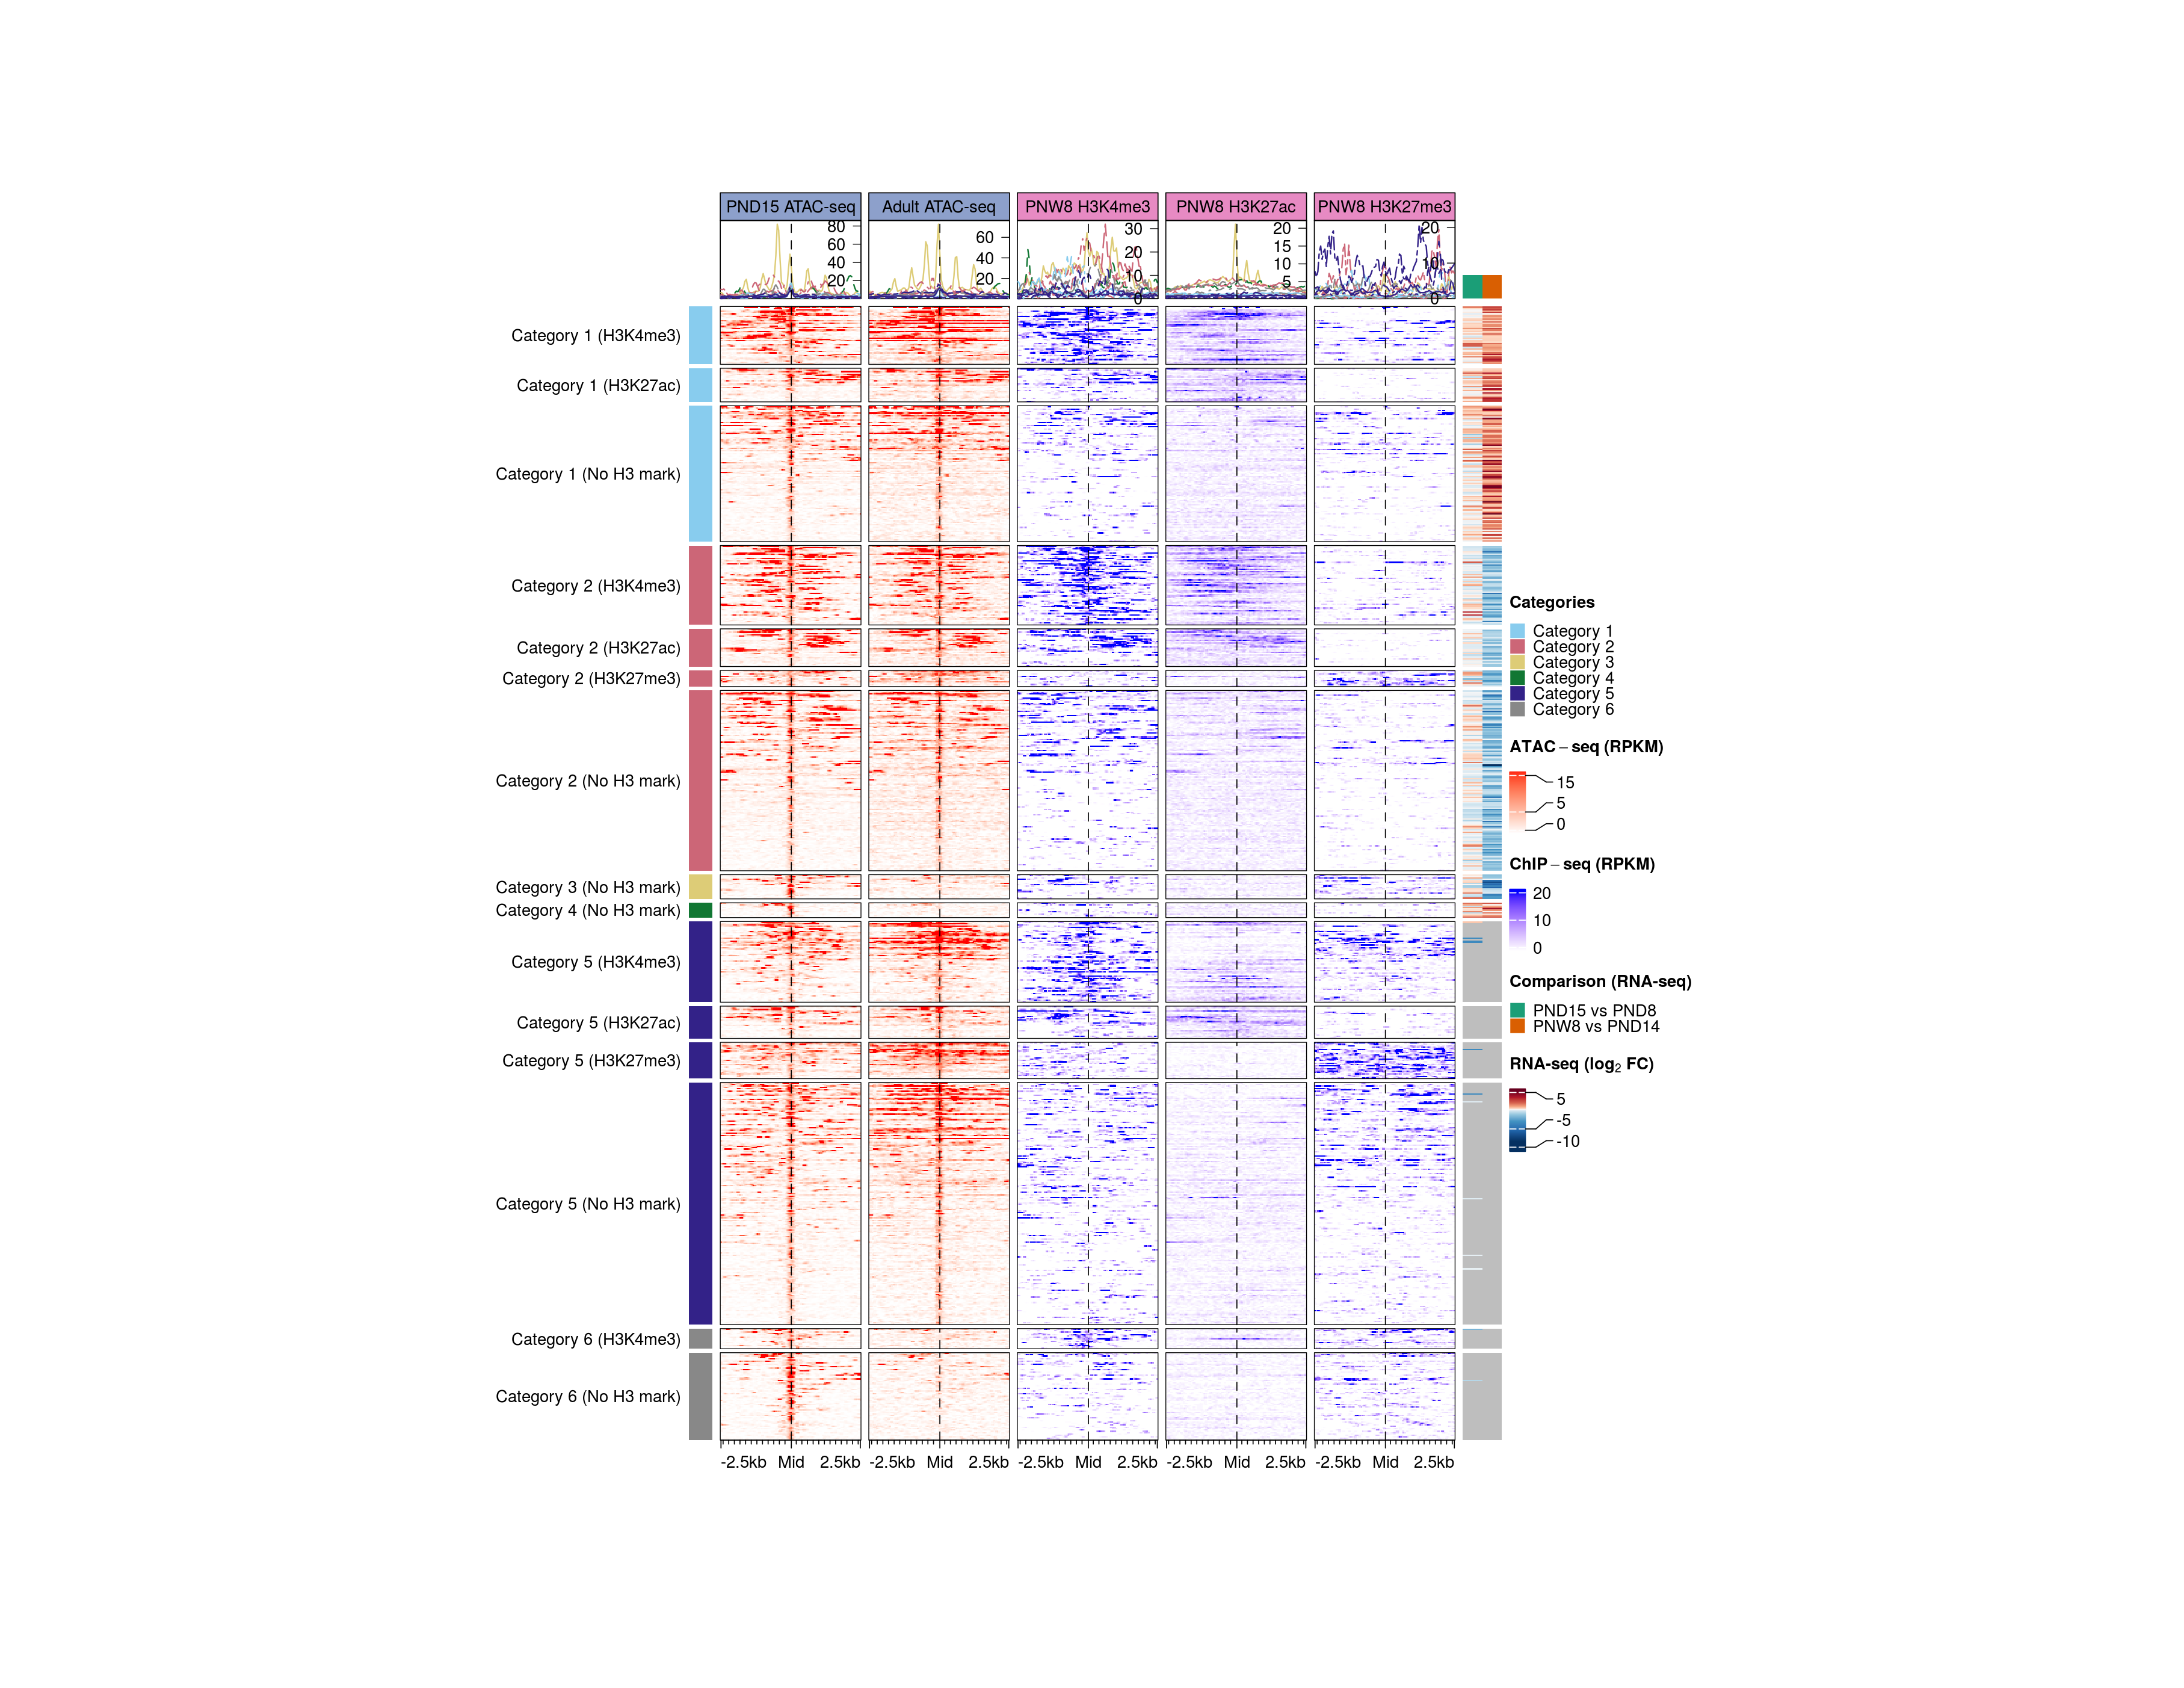 PND15 ATAC-seq
Adult ATAC-seq
PNW8 H3K4me3
PNW8 H3K27ac
PNW8 H3K27me3
80
60
40
20
60
40
20
30
20
10
0
20
15
10
5
20
10
0
Category 1 (H3K4me3)
Category 1 (H3K27ac)
Category 1 (No H3 mark)
Category 2 (H3K4me3)
Category 2 (H3K27ac)
Category 2 (H3K27me3)
Category 2 (No H3 mark)
Category 3 (No H3 mark)
Category 4 (No H3 mark)
Category 5 (H3K4me3)
Category 5 (H3K27ac)
Category 5 (H3K27me3)
Category 5 (No H3 mark)
Category 6 (H3K4me3)
Category 6 (No H3 mark)
-2.5kb Mid 2.5kb
-2.5kb Mid 2.5kb
-2.5kb Mid 2.5kb
-2.5kb Mid 2.5kb
-2.5kb Mid 2.5kb
Categories
Category 1
Category 2
Category 3
Category 4
Category 5
Category 6
ATAC−seq (RPKM)
15
5
0
ChIP−seq (RPKM)
20
10
0
Comparison (RNA-seq)
PND15 vs PND8
PNW8 vs PND14
RNA-seq (log₂ FC)
5
-5
-10